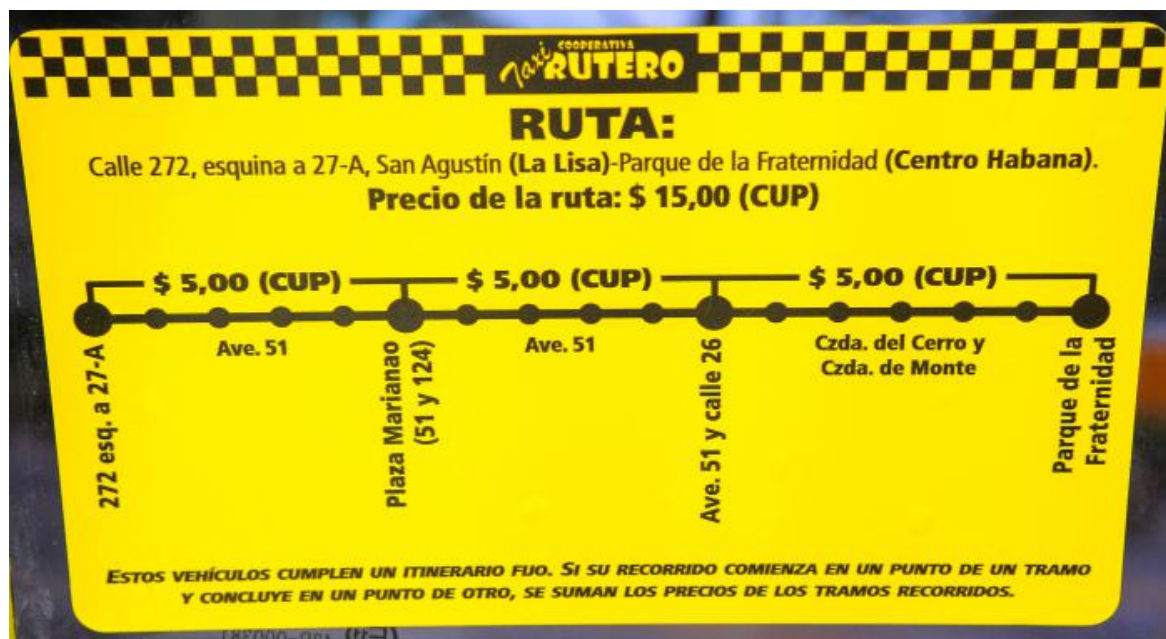 COOPERATIVA
Taxi RUTERO
RUTA:
Calle 272, esquina a 27-A, San Agustín (La Lisa)-Parque de la Fraternidad (Centro Habana).
Precio de la ruta: $ 15,00 (CUP)
$ 5,00 (CUP)
$ 5,00 (CUP)
$ 5,00 (CUP)
Ave. 51
Ave. 51
Czda. del Cerro y
Czda. de Monte
272 esq. a 27-A
Plaza Marianao
(51 y 124)
Ave. 51 y calle 26
Parque de la
Fraternidad
ESTOS VEHÍCULOS CUMPLEN UN ITINERARIO FIJO. SI SU RECORRIDO COMIENZA EN UN PUNTO DE UN TRAMO
Y CONCLUYE EN UN PUNTO DE OTRO, SE SUMAN LOS PRECIOS DE LOS TRAMOS RECORRIDOS.